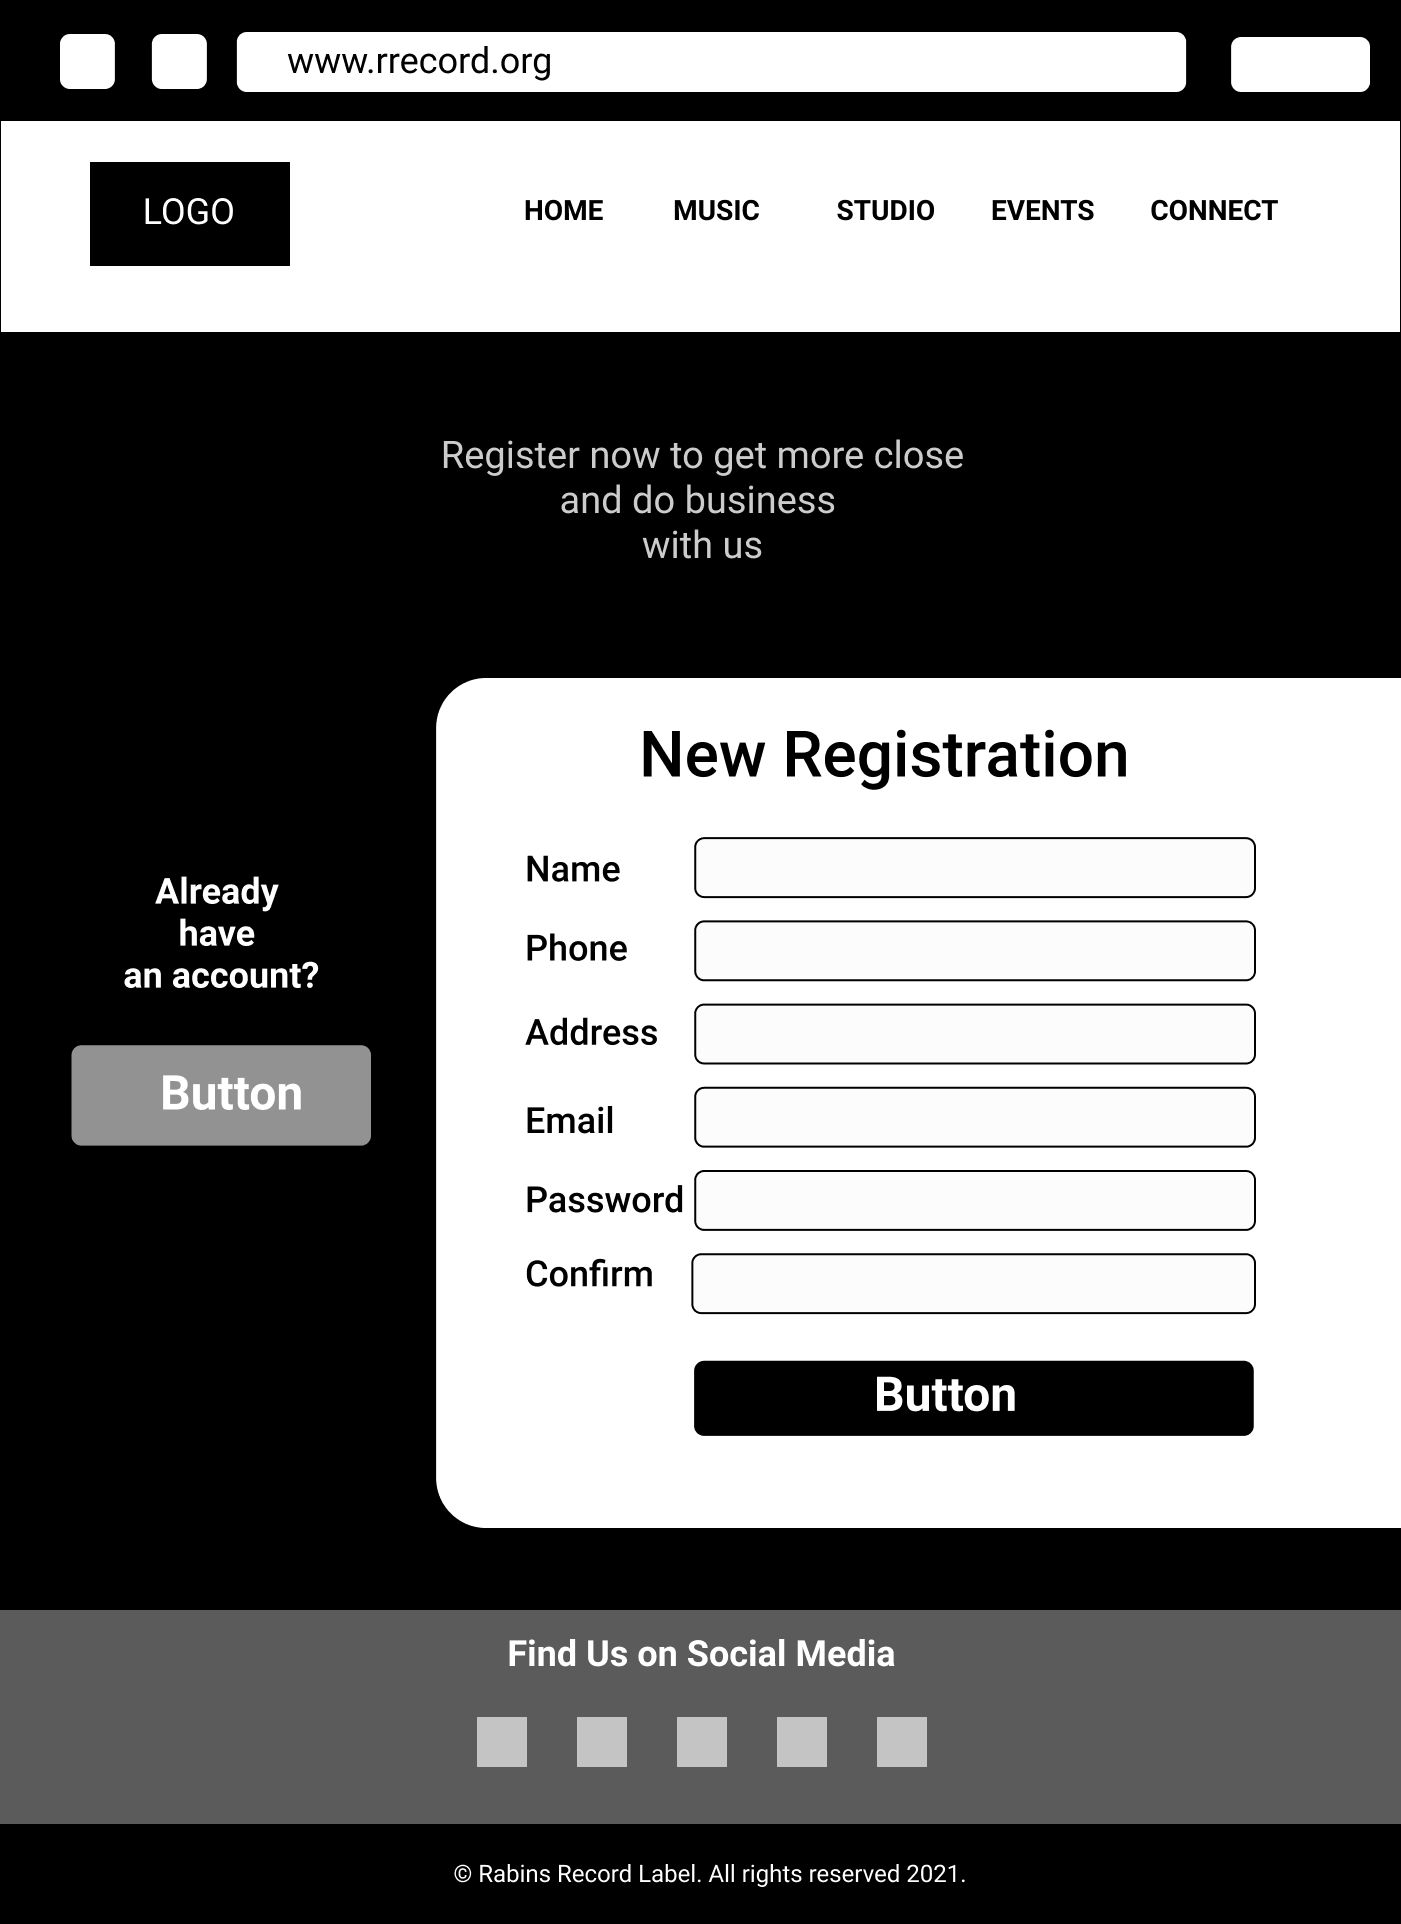 www.rrecord.org
LOGO
HOME MUSIC STUDIO EVENTS CONNECT
Register now to get more close
and do business
with us
New Registration
Already
have
an account?
Button
Name
Phone
Address
Email
Password
Confirm
Button
Find Us on Social Media
© Rabins Record Label. All rights reserved 2021.